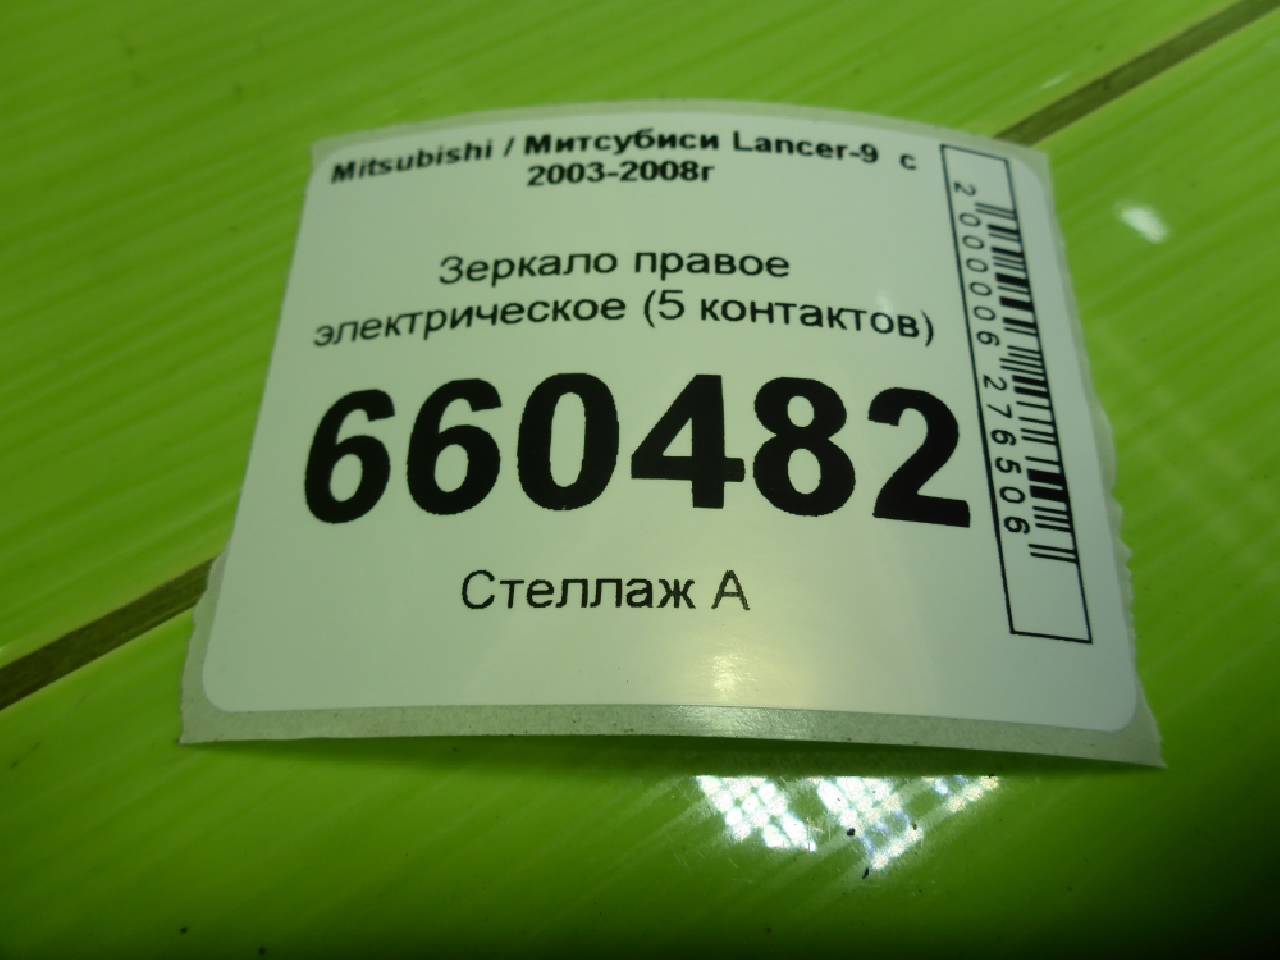 Mitsubishi / Митсубиси Lancer-9 с
2003-2008г
Зеркало правое
электрическое (5 контактов)
660482
Стеллаж А
2000006276506